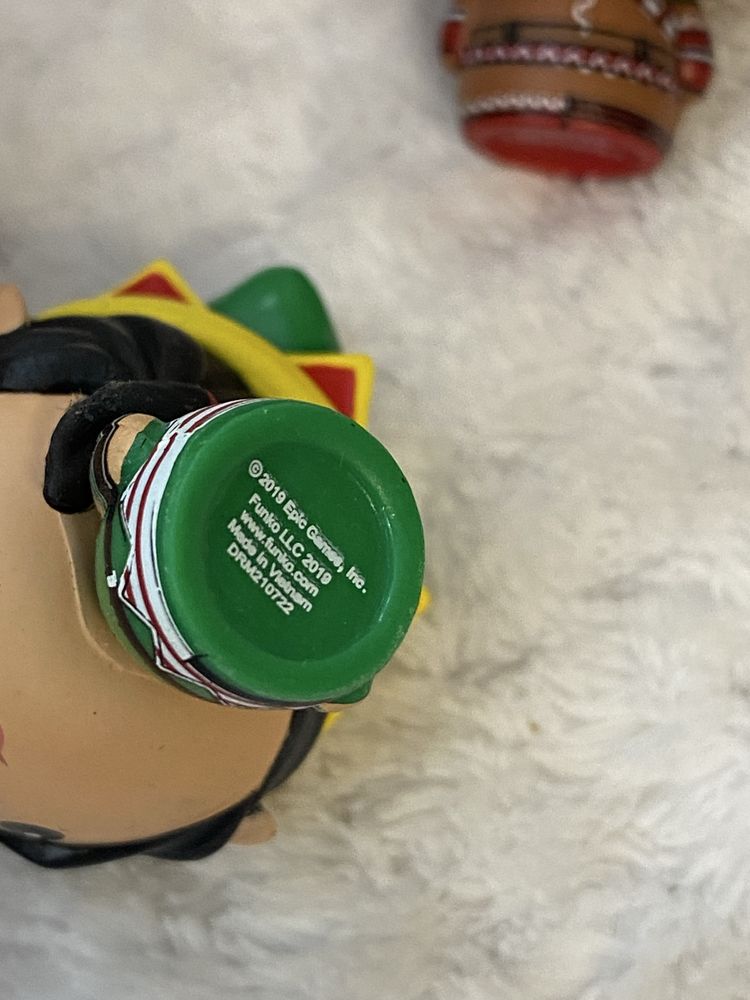 © 2019 Epic Games, Inc.
Funko LLC 2019
www.funko.com
Made in Vietnam
DRM210722